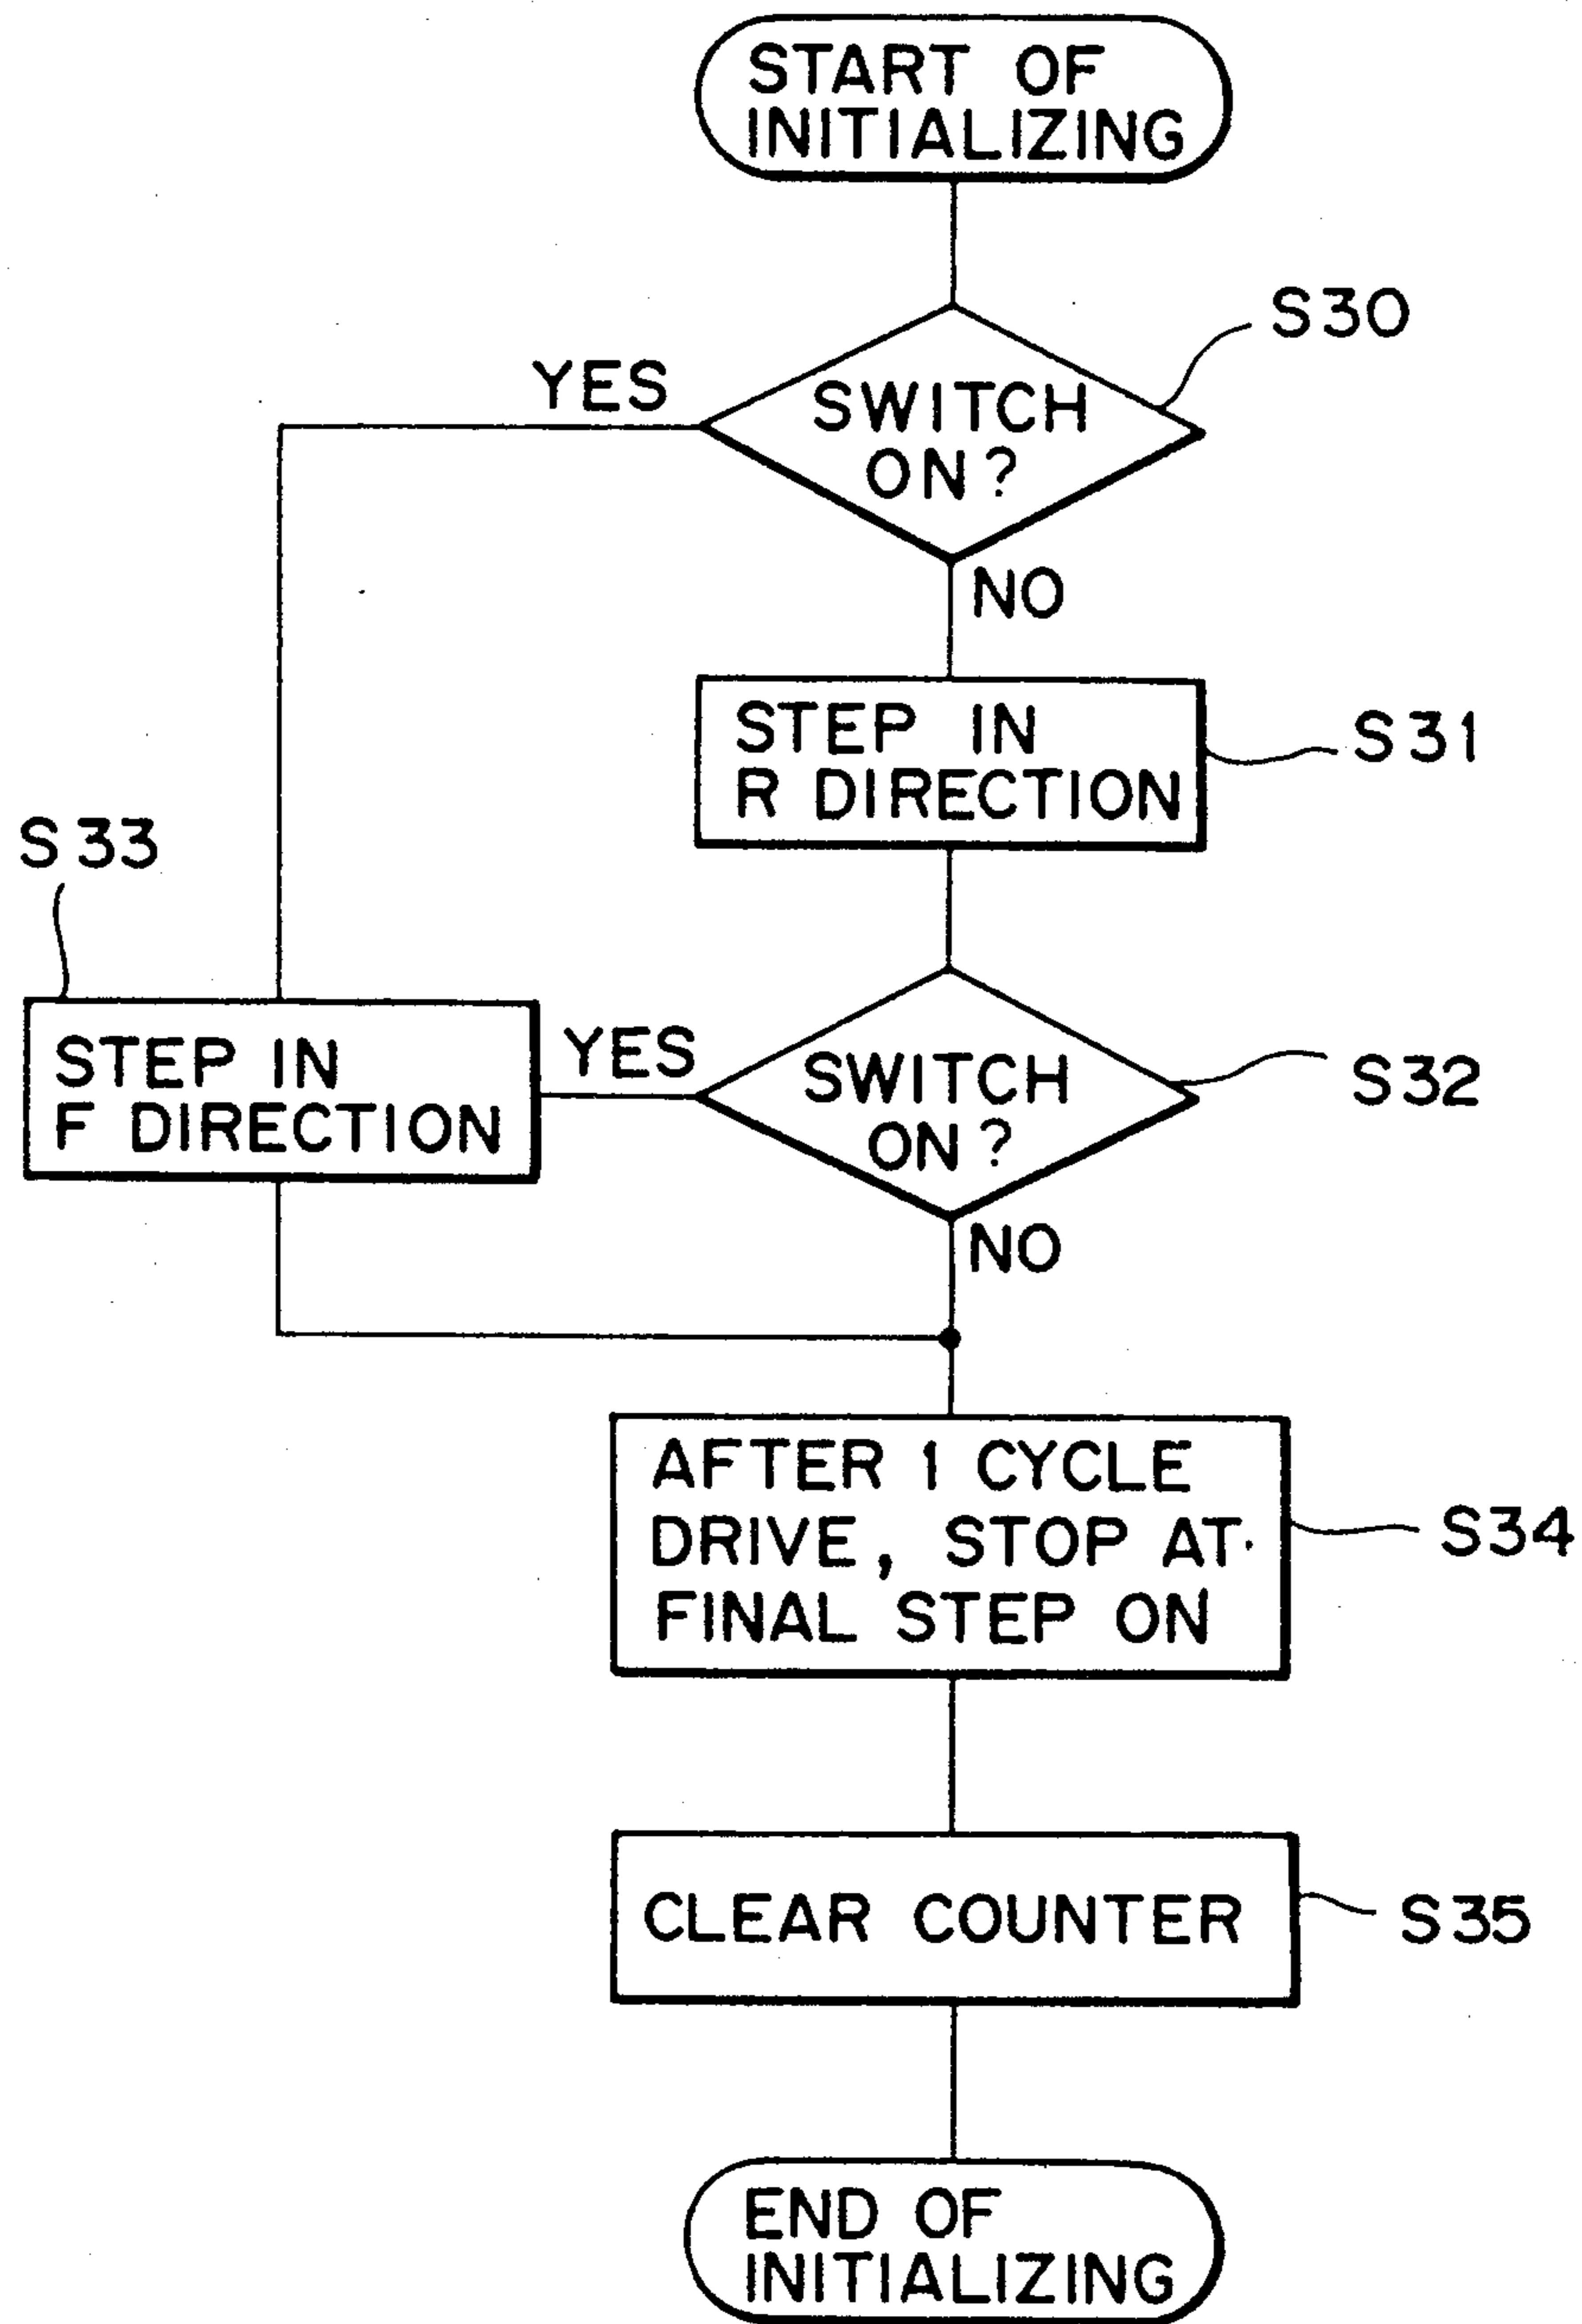 START OF
INITIALIZING
S30
YES
SWITCH
ON?
NO
STEP IN
R DIRECTION
S31
S33
STEP IN
F DIRECTION
YES
SWITCH
ON?
S32
NO
AFTER 1 CYCLE
DRIVE, STOP AT
FINAL STEP ON
S34
CLEAR COUNTER
S35
END OF
INITIALIZING